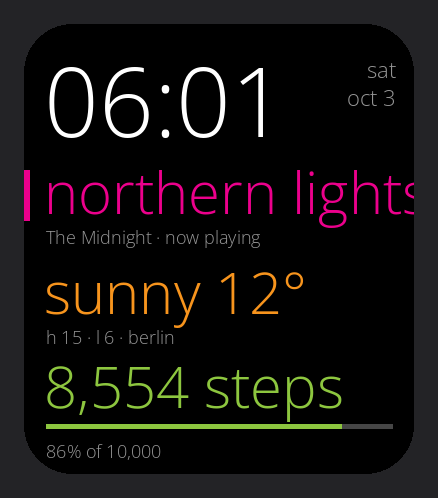 06:01
sat
oct 3
northern lights
The Midnight · now playing
sunny 12°
h 15 · l 6 · berlin
8,554 steps
86% of 10,000